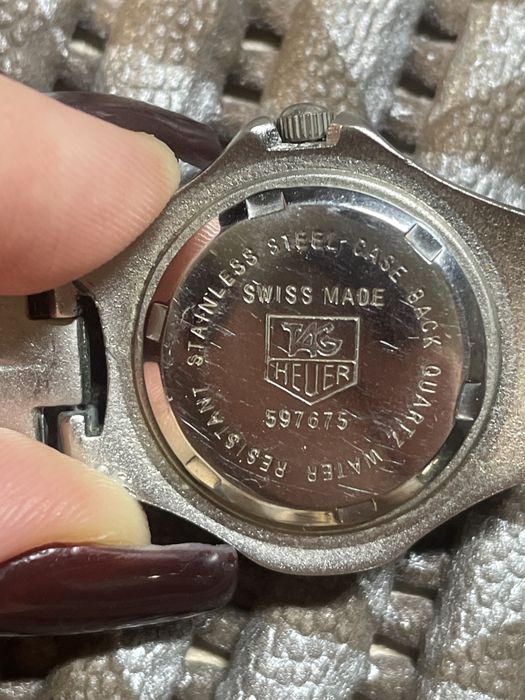 STAINLESS STEEL CASE BACK QUARTZ WATER RESISTANT
SWISS MADE
TAG
HEUER
597675